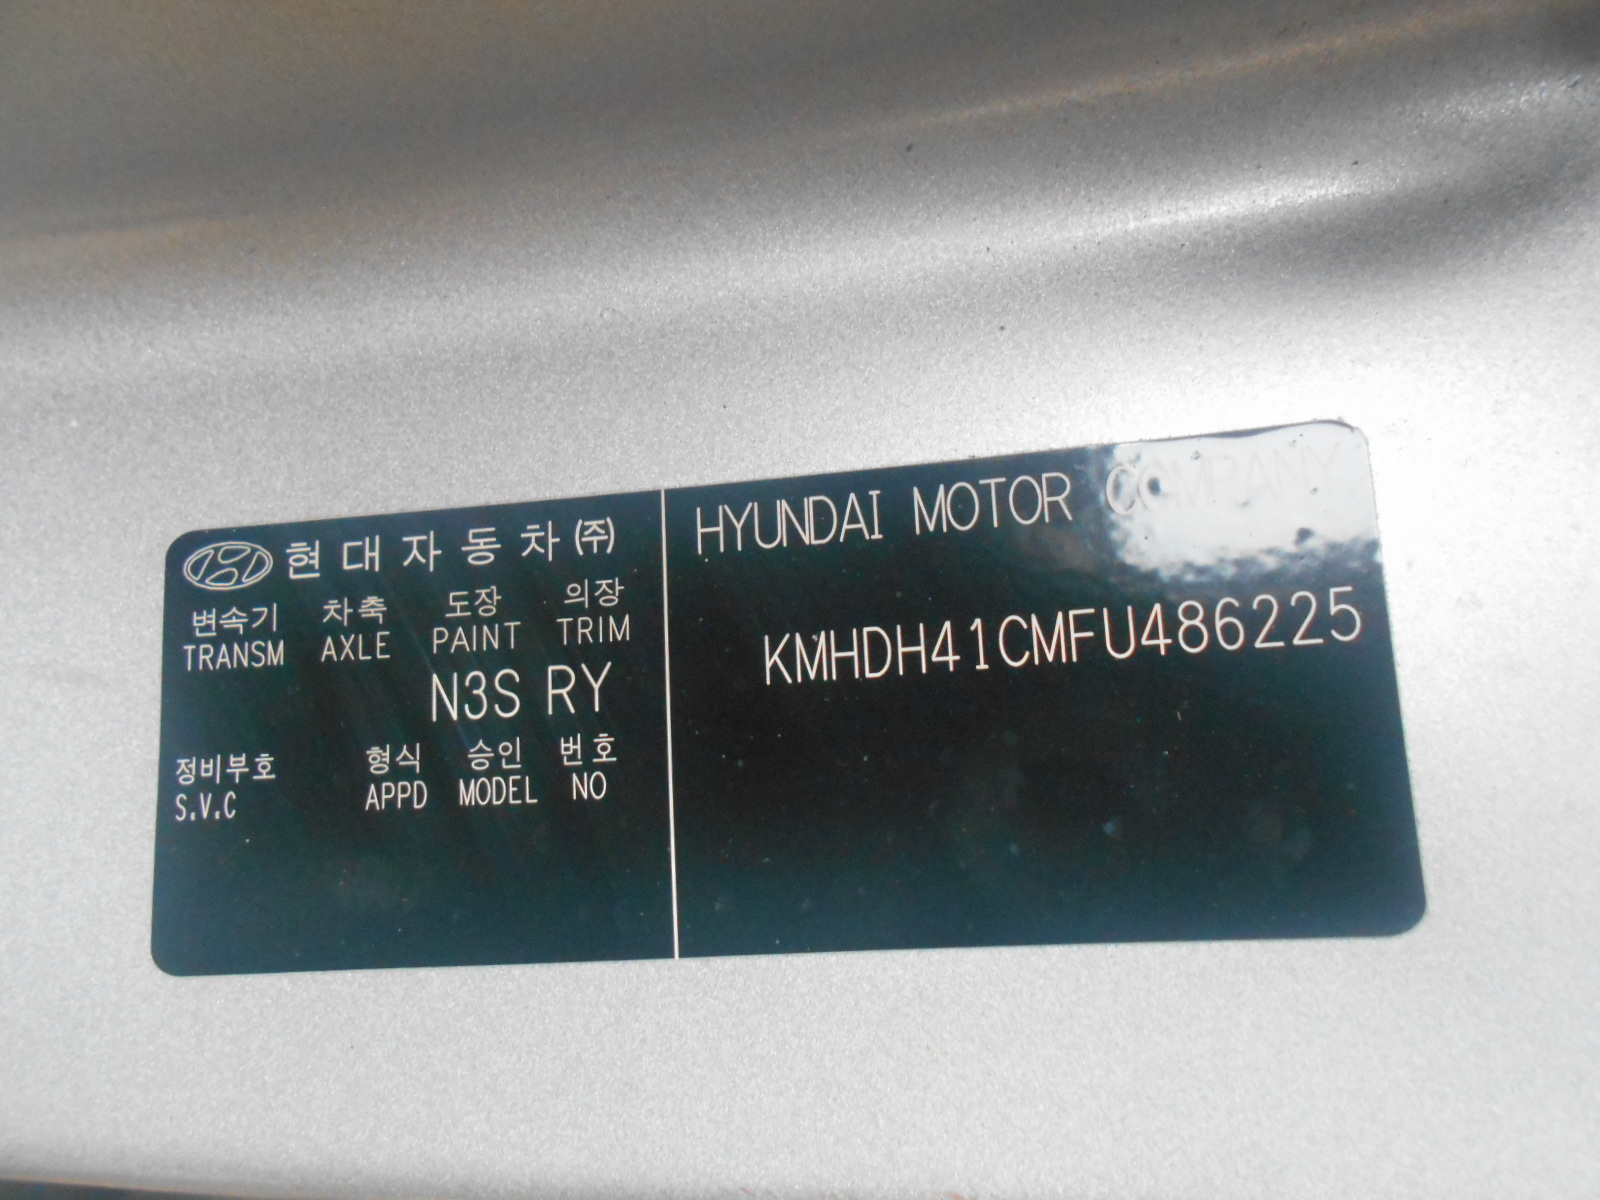 현대자동차(주)
변속기 차축 도장 의장
TRANSM AXLE PAINT TRIM
N3S RY
정비부호 형식 승인 번호
S.V.C APPD MODEL NO
HYUNDAI MOTOR COMPANY
KMHDH41CMFU486225